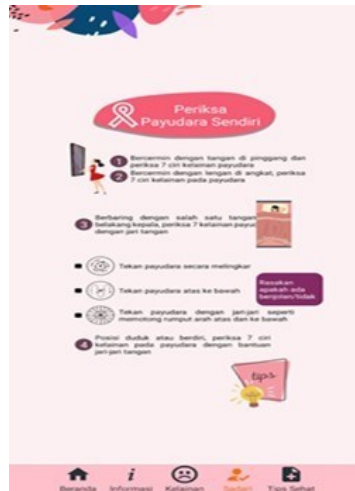 Periksa
Payudara Sendiri
1 Bercermin dengan tangan di pinggang dan
periksa 7 ciri kelainan payudara
2 Bercermin dengan lengan di angkat, periksa
7 ciri kelainan pada payudara
3 Berbaring dengan salah satu tangan
belakang kepala, periksa 7 kelainan payu
dengan jari tangan
Tekan payudara secara melingkar
Tekan payudara atas ke bawah
Rasakan
apakah ada
benjolan/tidak
Tekan payudara dengan jari-jari seperti
memotong rumput arah atas dan ke bawah
4 Posisi duduk atau berdiri, periksa 7 ciri
kelainan pada payudara dengan bantuan
jari-jari tangan
tips
Beranda Informasi Kelainan Sadari Tips Sehat